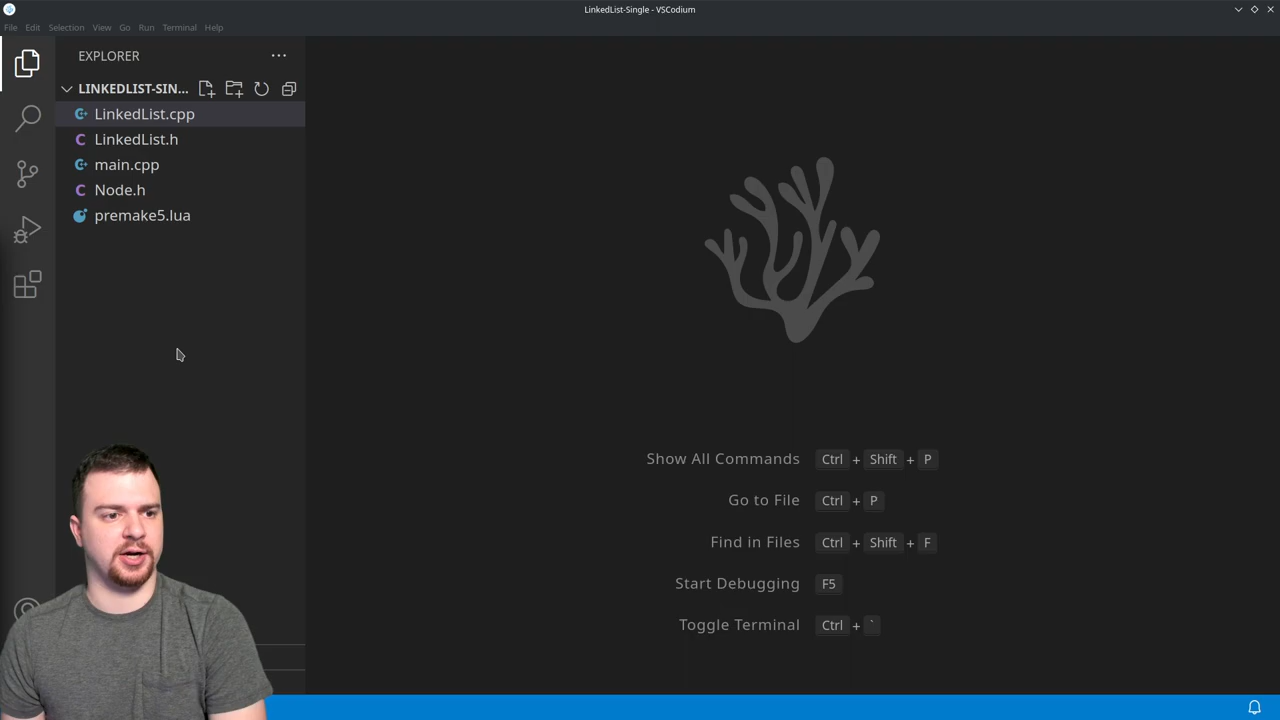 LinkedList-Single - VSCodium
File Edit Selection View Go Run Terminal Help
EXPLORER
LINKEDLIST-SIN...
LinkedList.cpp
LinkedList.h
main.cpp
Node.h
premake5.lua
Show All Commands Ctrl + Shift + P
Go to File Ctrl + P
Find in Files Ctrl + Shift + F
Start Debugging F5
Toggle Terminal Ctrl + `